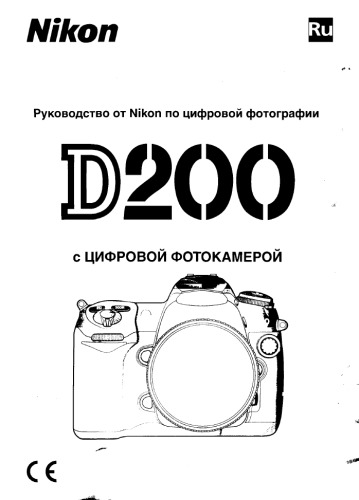 Nikon
Ru
Руководство от Nikon по цифровой фотографии
D200
с ЦИФРОВОЙ ФОТОКАМЕРОЙ
CE